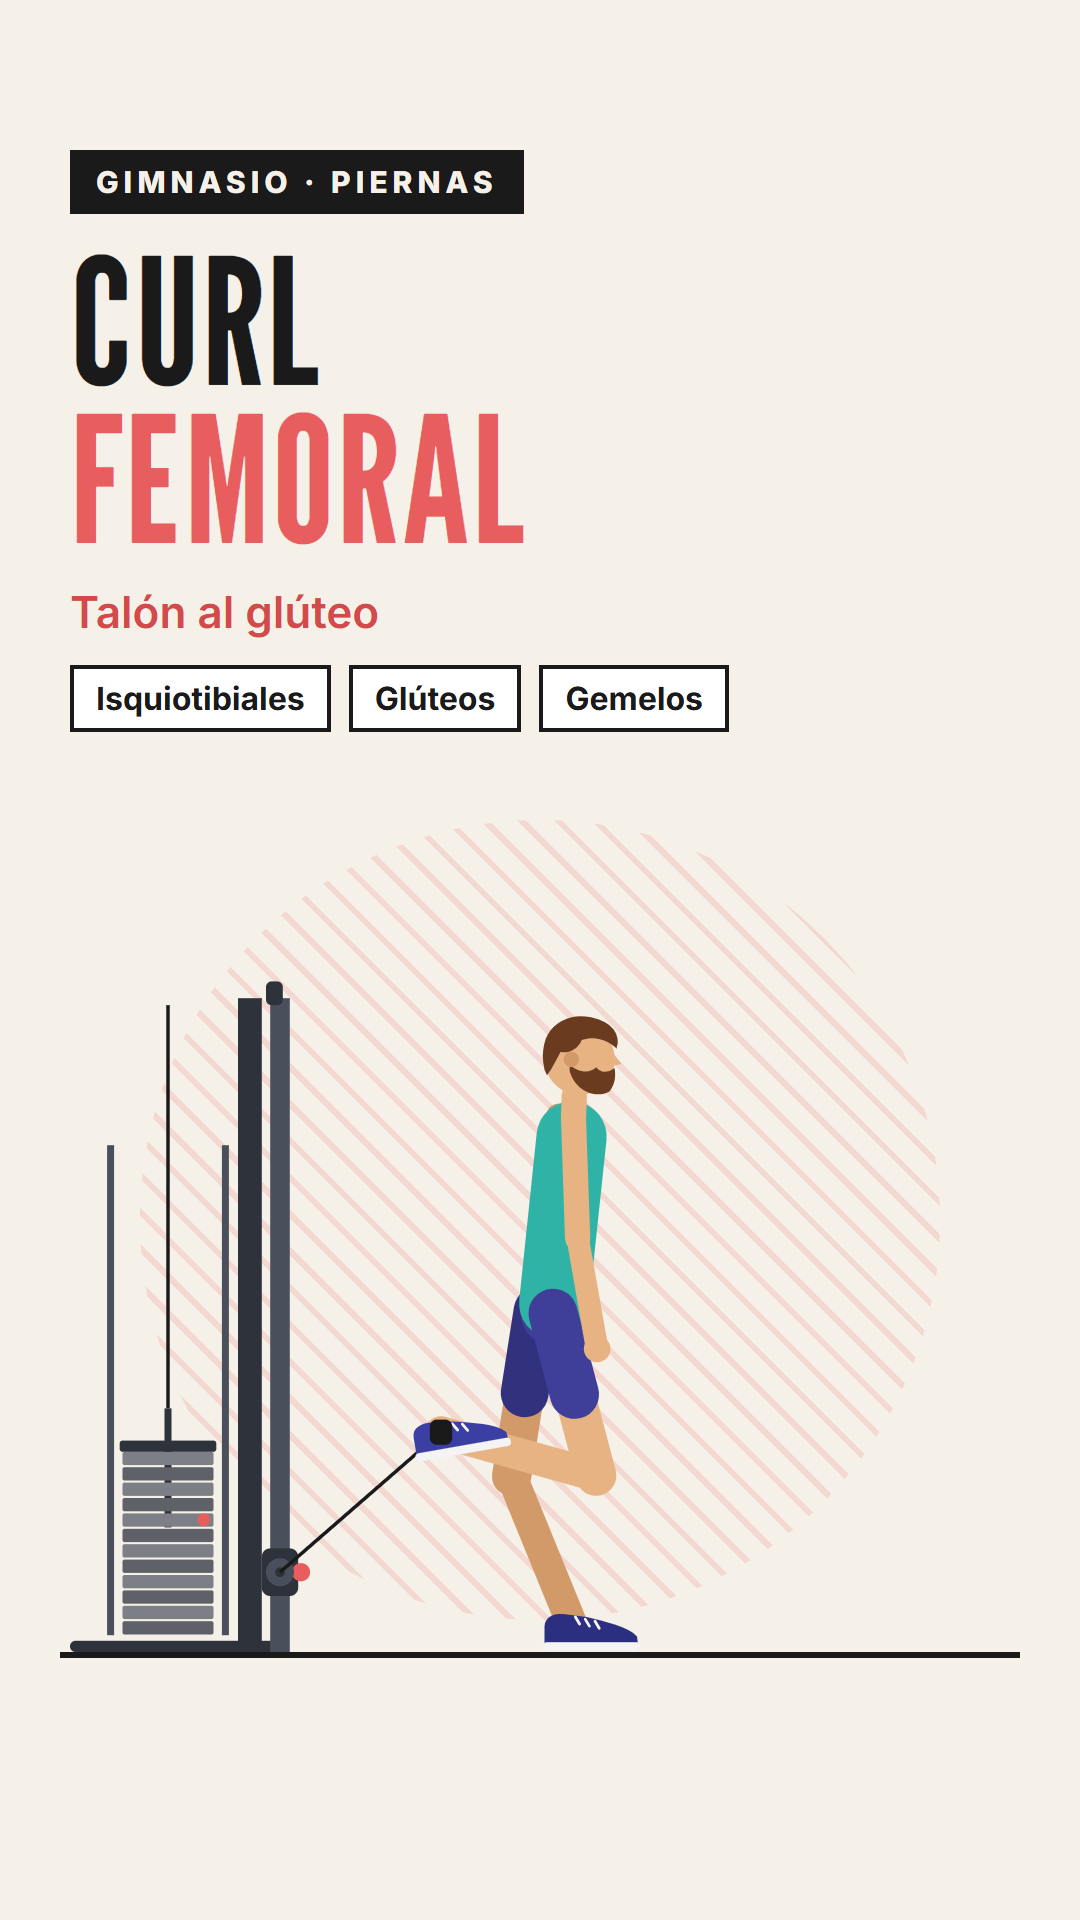 GIMNASIO · PIERNAS
CURL
FEMORAL
Talón al glúteo
Isquiotibiales Glúteos Gemelos